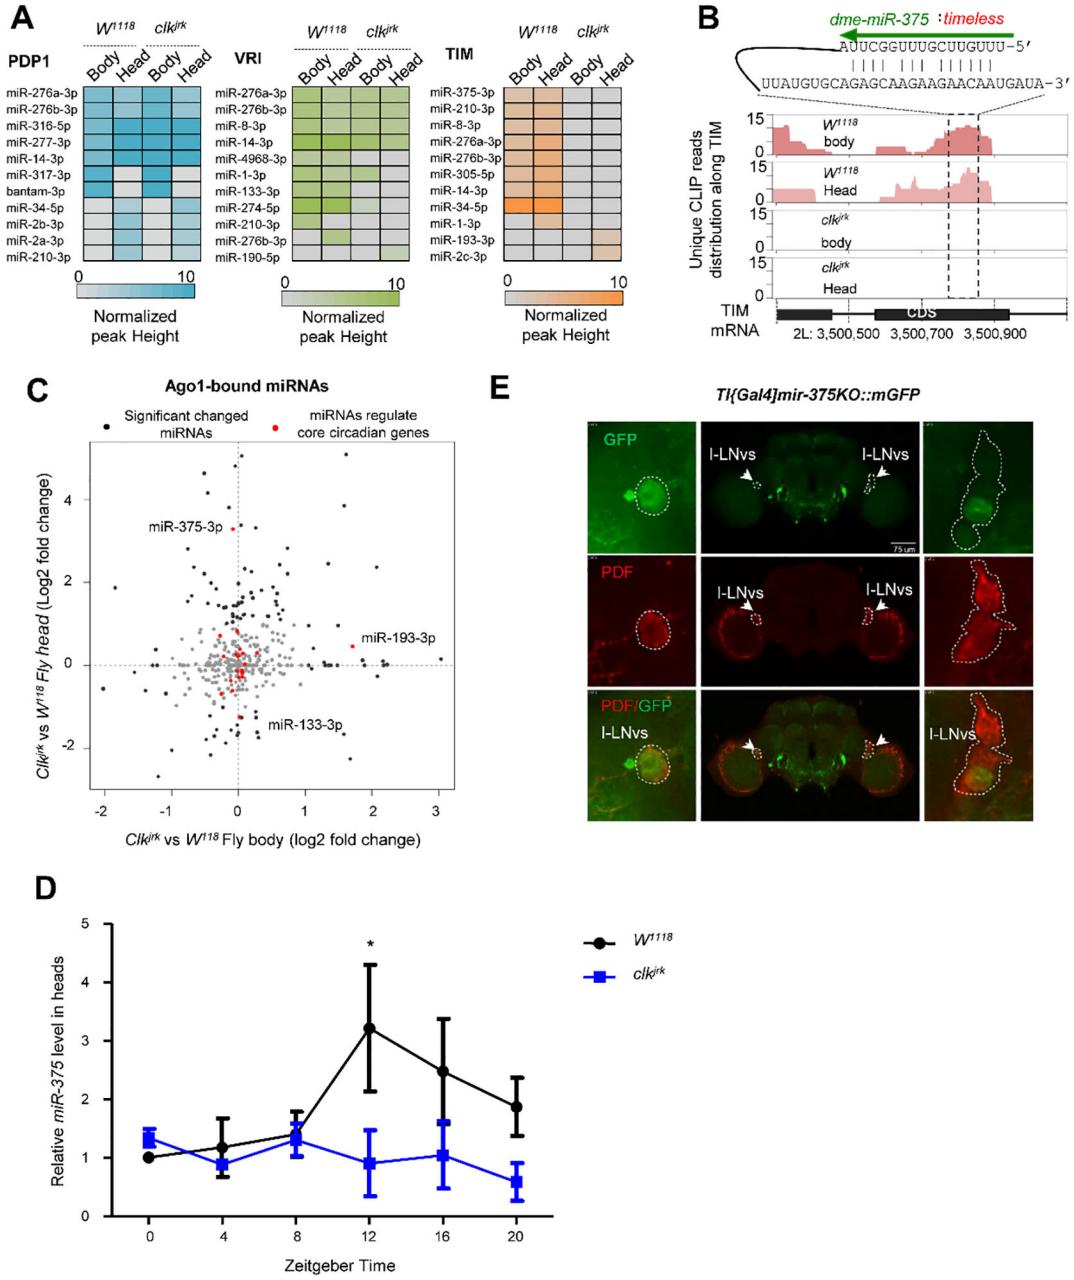 A
W1118 clkjrk
PDP1
Body Head Body Head
miR-276a-3p
miR-276b-3p
miR-316-5p
miR-277-3p
miR-14-3p
miR-317-3p
bantam-3p
miR-34-5p
miR-2b-3p
miR-2a-3p
miR-210-3p
0 10
Normalized
peak Height
W1118 clkjrk
VRI
Body Head Body Head
miR-276a-3p
miR-276b-3p
miR-8-3p
miR-14-3p
miR-4968-3p
miR-1-3p
miR-133-3p
miR-274-5p
miR-210-3p
miR-276b-3p
miR-190-5p
0 10
Normalized
peak Height
W1118 clkjrk
TIM
Body Head Body Head
miR-375-3p
miR-210-3p
miR-8-3p
miR-276a-3p
miR-276b-3p
miR-305-5p
miR-14-3p
miR-34-5p
miR-1-3p
miR-193-3p
miR-2c-3p
0 10
Normalized
peak Height
B
dme-miR-375 :timeless
AUUCGGUUUGCUUGUUU-5'
UUAUGUGCAGAGCAAGAAGAACAAUGAUA-3'
Unique CLIP reads
distribution along TIM
15
0
W1118
body
15
0
W1118
Head
15
0
clkjrk
body
15
0
clkjrk
Head
TIM
mRNA
CDS
2L: 3,500,500 3,500,700 3,500,900
C
Ago1-bound miRNAs
Significant changed
miRNAs
miRNAs regulate
core circadian genes
Clkjrk vs W118 Fly head (Log2 fold change)
4
2
0
-2
miR-375-3p
miR-193-3p
miR-133-3p
-2 -1 0 1 2 3
Clkjrk vs W118 Fly body (log2 fold change)
E
TI{Gal4]mir-375KO::mGFP
GFP
I-LNvs I-LNvs
75 um
PDF
I-LNvs I-LNvs
PDF/GFP
I-LNvs
I-LNvs
D
Relative miR-375 level in heads
5
4
3
2
1
0
*
0 4 8 12 16 20
Zeitgeber Time
W1118
clkjrk